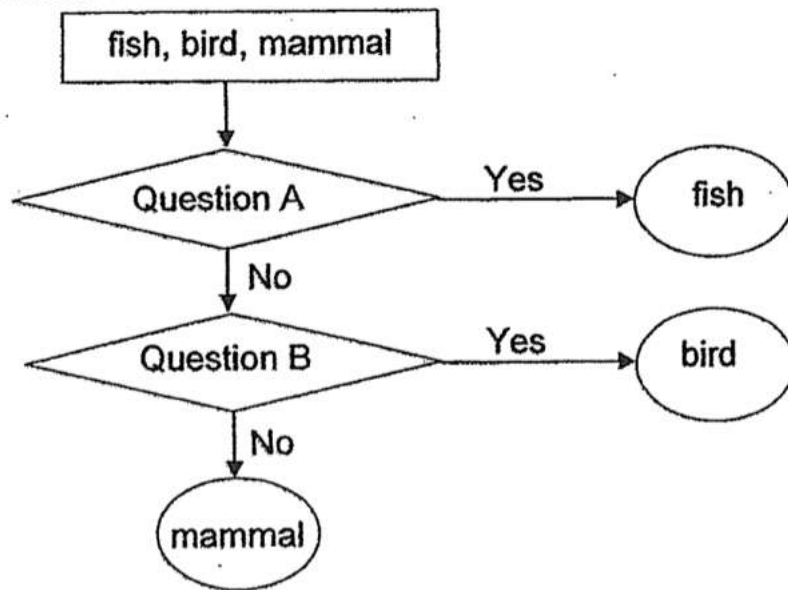 fish, bird, mammal
Question A
Yes
fish
No
Question B
Yes
bird
No
mammal